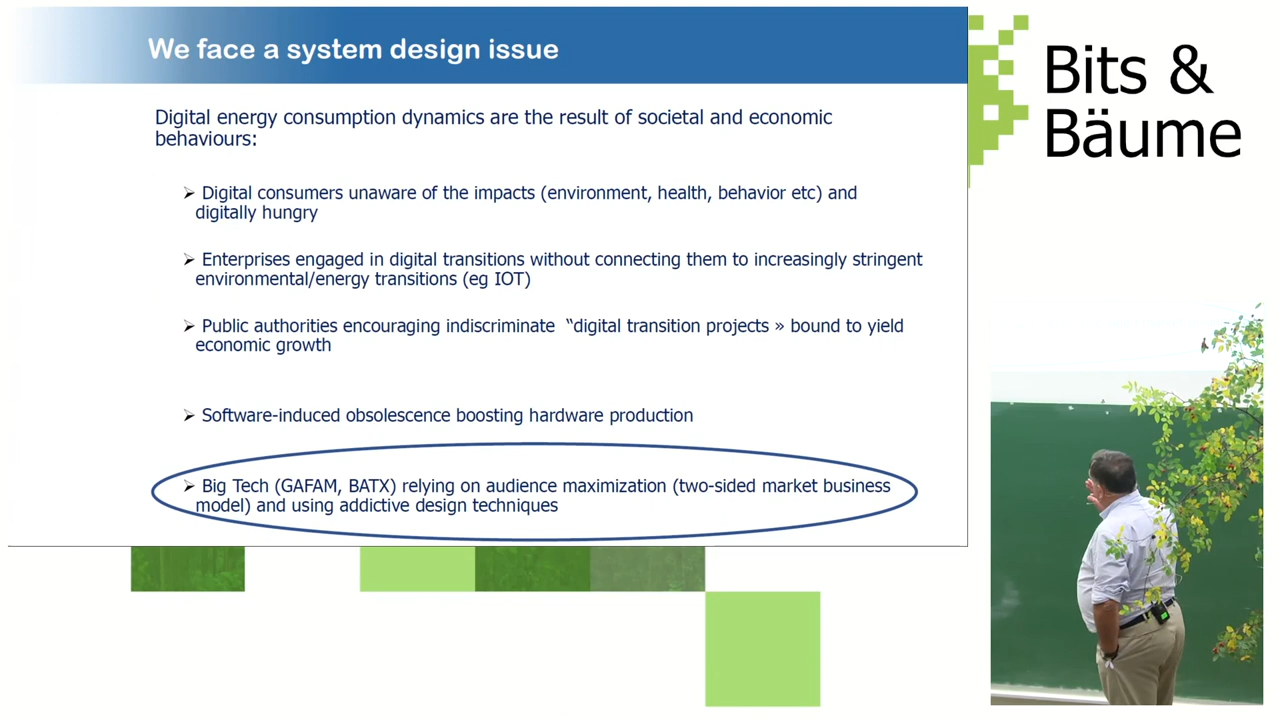 We face a system design issue
Digital energy consumption dynamics are the result of societal and economic
behaviours:
➢ Digital consumers unaware of the impacts (environment, health, behavior etc) and
digitally hungry
➢ Enterprises engaged in digital transitions without connecting them to increasingly stringent
environmental/energy transitions (eg IOT)
➢ Public authorities encouraging indiscriminate “digital transition projects » bound to yield
economic growth
➢ Software-induced obsolescence boosting hardware production
➢ Big Tech (GAFAM, BATX) relying on audience maximization (two-sided market business
model) and using addictive design techniques
Bits &
Bäume